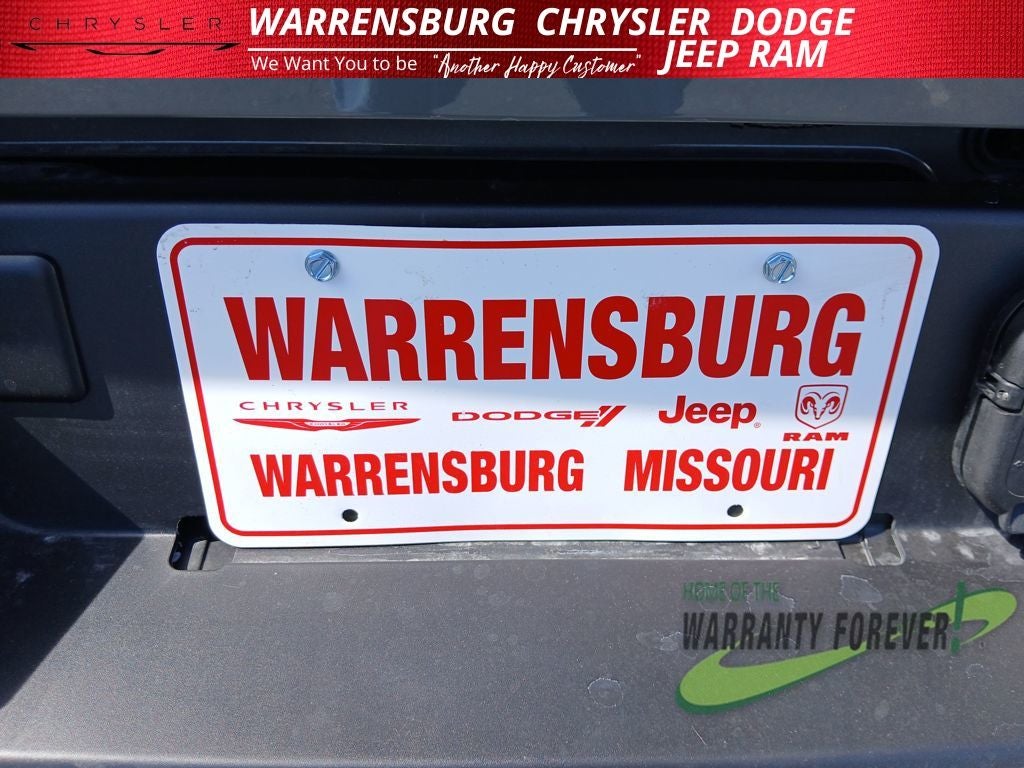 CHRYSLER
WARRENSBURG CHRYSLER DODGE
JEEP RAM
We Want You to be "Another Happy Customer"
WARRENSBURG
CHRYSLER DODGE Jeep® RAM
WARRENSBURG MISSOURI
HOME OF THE
WARRANTY FOREVER!